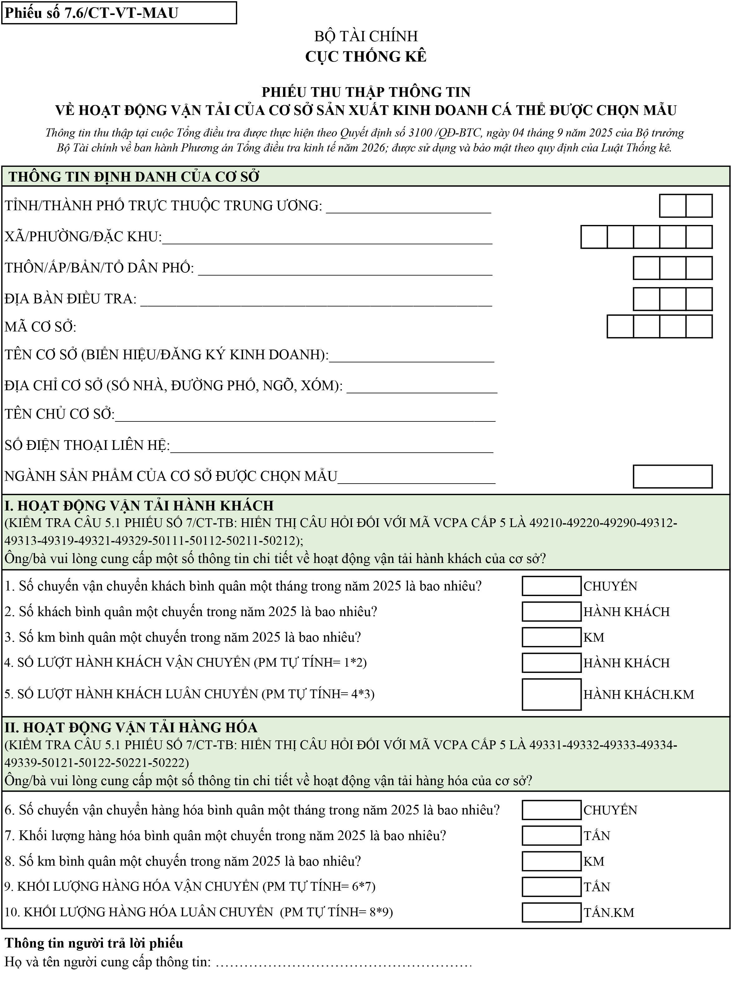 Phiếu số 7.6/CT-VT-MAU
BỘ TÀI CHÍNH
CỤC THỐNG KÊ
PHIẾU THU THẬP THÔNG TIN
VỀ HOẠT ĐỘNG VẬN TẢI CỦA CƠ SỞ SẢN XUẤT KINH DOANH CÁ THỂ ĐƯỢC CHỌN MẪU
Thông tin thu thập tại cuộc Tổng điều tra được thực hiện theo Quyết định số 3100 /QĐ-BTC, ngày 04 tháng 9 năm 2025 của Bộ trưởng
Bộ Tài chính về ban hành Phương án Tổng điều tra kinh tế năm 2026; được sử dụng và bảo mật theo quy định của Luật Thống kê.
THÔNG TIN ĐỊNH DANH CỦA CƠ SỞ
TỈNH/THÀNH PHỐ TRỰC THUỘC TRUNG ƯƠNG: ____________________
XÃ/PHƯỜNG/ĐẶC KHU:____________________
THÔN/ẤP/BẢN/TỔ DÂN PHỐ: ____________________
ĐỊA BÀN ĐIỀU TRA: ____________________
MÃ CƠ SỞ:
TÊN CƠ SỞ (BIỂN HIỆU/ĐĂNG KÝ KINH DOANH):____________________
ĐỊA CHỈ CƠ SỞ (SỐ NHÀ, ĐƯỜNG PHỐ, NGÕ, XÓM): ____________________
TÊN CHỦ CƠ SỞ:____________________
SỐ ĐIỆN THOẠI LIÊN HỆ:____________________
NGÀNH SẢN PHẨM CỦA CƠ SỞ ĐƯỢC CHỌN MẪU____________________
I. HOẠT ĐỘNG VẬN TẢI HÀNH KHÁCH
(KIỂM TRA CÂU 5.1 PHIẾU SỐ 7/CT-TB: HIỂN THỊ CÂU HỎI ĐỐI VỚI MÃ VCPA CẤP 5 LÀ 49210-49220-49290-49312-
49313-49319-49321-49329-50111-50112-50211-50212);
Ông/bà vui lòng cung cấp một số thông tin chi tiết về hoạt động vận tải hành khách của cơ sở?
1. Số chuyến vận chuyển khách bình quân một tháng trong năm 2025 là bao nhiêu? CHUYẾN
2. Số khách bình quân một chuyến trong năm 2025 là bao nhiêu? HÀNH KHÁCH
3. Số km bình quân một chuyến trong năm 2025 là bao nhiêu? KM
4. SỐ LƯỢT HÀNH KHÁCH VẬN CHUYỂN (PM TỰ TÍNH= 1*2) HÀNH KHÁCH
5. SỐ LƯỢT HÀNH KHÁCH LUÂN CHUYỂN (PM TỰ TÍNH= 4*3) HÀNH KHÁCH.KM
II. HOẠT ĐỘNG VẬN TẢI HÀNG HÓA
(KIỂM TRA CÂU 5.1 PHIẾU SỐ 7/CT-TB: HIỂN THỊ CÂU HỎI ĐỐI VỚI MÃ VCPA CẤP 5 LÀ 49331-49332-49333-49334-
49339-50121-50122-50221-50222)
Ông/bà vui lòng cung cấp một số thông tin chi tiết về hoạt động vận tải hàng hóa của cơ sở?
6. Số chuyến vận chuyển hàng hóa bình quân một tháng trong năm 2025 là bao nhiêu? CHUYẾN
7. Khối lượng hàng hóa bình quân một chuyến trong năm 2025 là bao nhiêu? TẤN
8. Số km bình quân một chuyến trong năm 2025 là bao nhiêu? KM
9. KHỐI LƯỢNG HÀNG HÓA VẬN CHUYỂN (PM TỰ TÍNH= 6*7) TẤN
10. KHỐI LƯỢNG HÀNG HÓA LUÂN CHUYỂN (PM TỰ TÍNH= 8*9) TẤN.KM
Thông tin người trả lời phiếu
Họ và tên người cung cấp thông tin: ……………………………………………